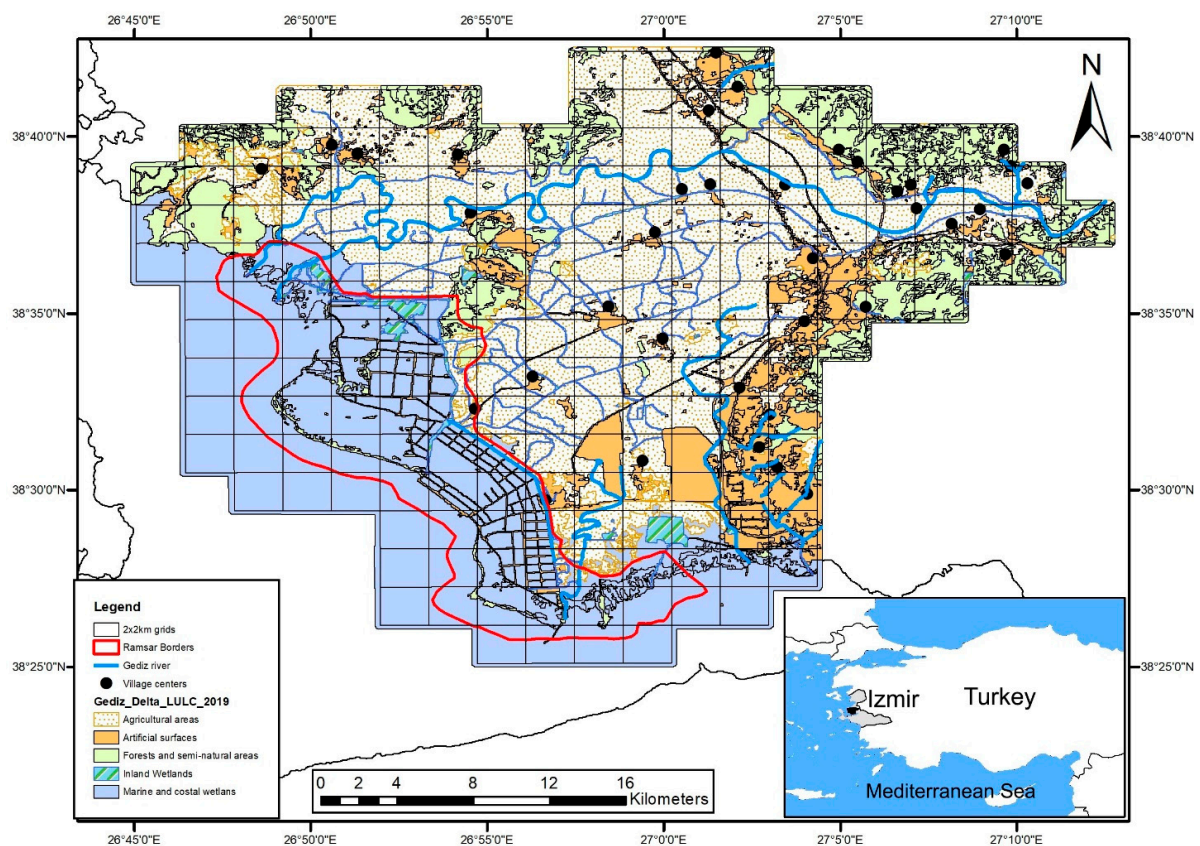 26°45'0"E 26°50'0"E 26°55'0"E 27°0'0"E 27°5'0"E 27°10'0"E
N
38°40'0"N 38°40'0"N
38°35'0"N 38°35'0"N
38°30'0"N 38°30'0"N
38°25'0"N 38°25'0"N
Legend
2x2km grids
Ramsar Borders
Gediz river
Village centers
Gediz_Delta_LULC_2019
Agricultural areas
Artificial surfaces
Forests and semi-natural areas
Inland Wetlands
Marine and costal wetlans
0 2 4 8 12 16
Kilometers
Izmir Turkey
Mediterranean Sea
26°45'0"E 26°50'0"E 26°55'0"E 27°0'0"E 27°5'0"E 27°10'0"E